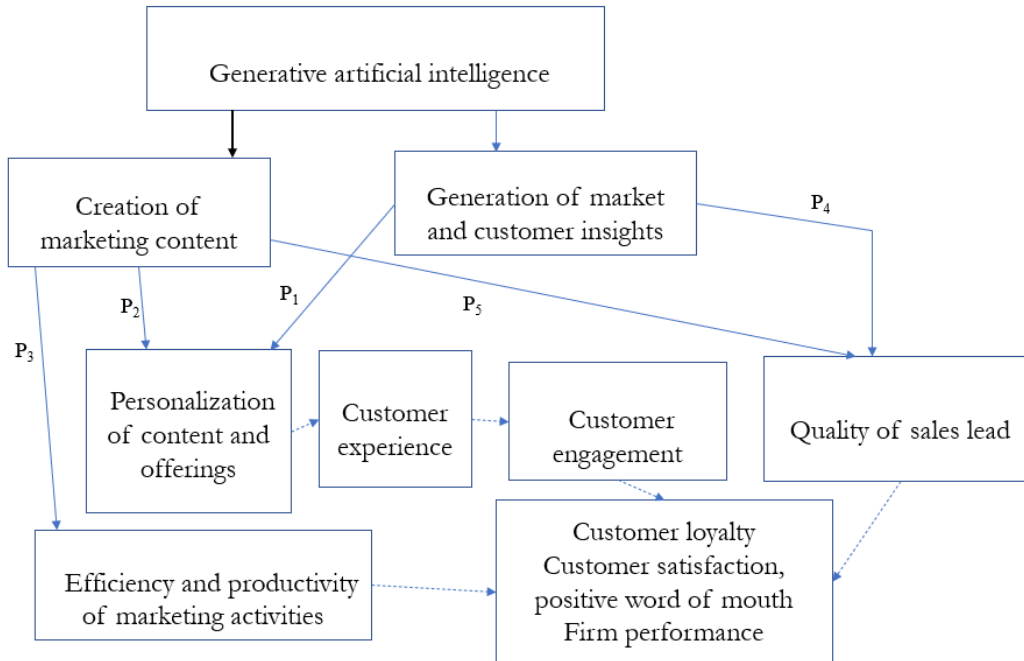 Generative artificial intelligence
Creation of
marketing content
Generation of market
and customer insights
P₄
P₁
P₂
P₅
P₃
Personalization
of content and
offerings
Customer
experience
Customer
engagement
Quality of sales lead
Efficiency and productivity
of marketing activities
Customer loyalty
Customer satisfaction,
positive word of mouth
Firm performance